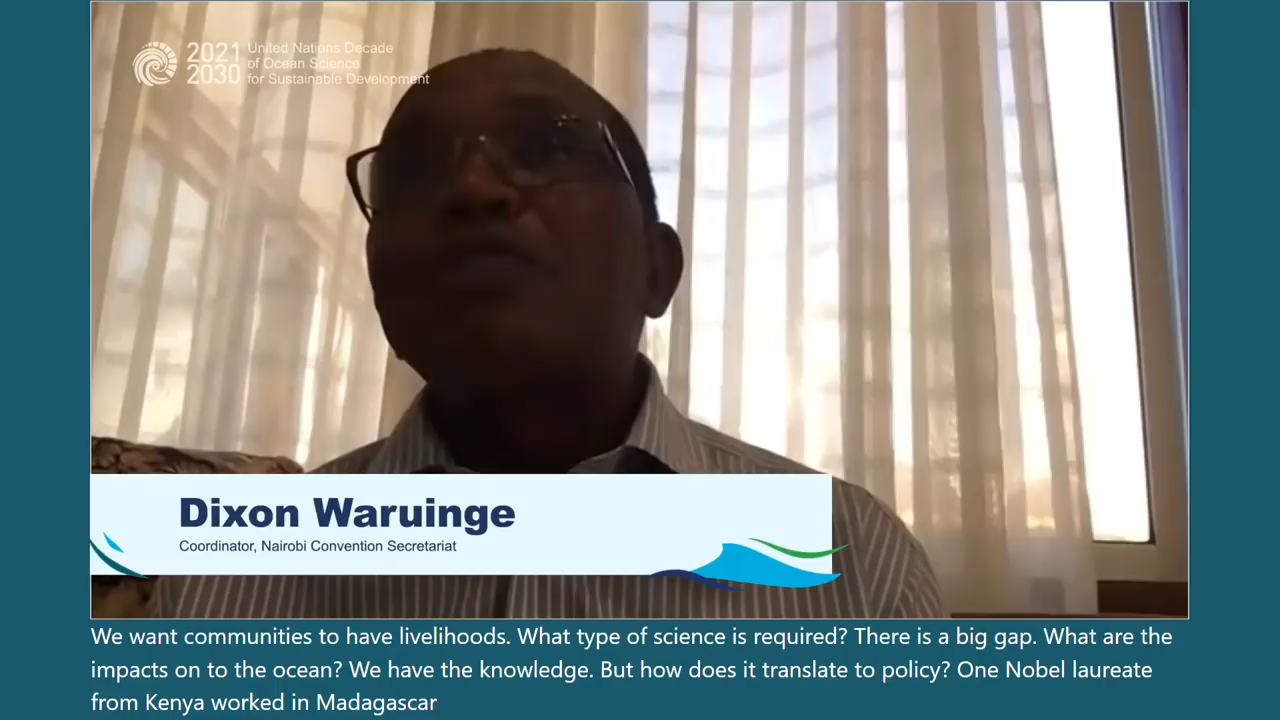 2021
2030
United Nations Decade
of Ocean Science
for Sustainable Development
Dixon Waruinge
Coordinator, Nairobi Convention Secretariat
We want communities to have livelihoods. What type of science is required? There is a big gap. What are the
impacts on to the ocean? We have the knowledge. But how does it translate to policy? One Nobel laureate
from Kenya worked in Madagascar